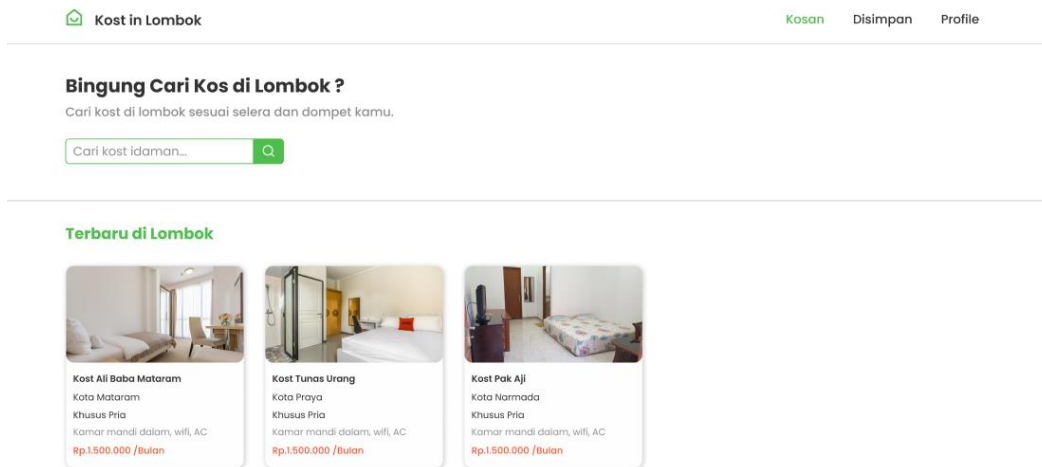 Kost in Lombok
Kosan Disimpan Profile
Bingung Cari Kos di Lombok ?
Cari kost di lombok sesuai selera dan dompet kamu.
Cari kost idaman...
Terbaru di Lombok
Kost Ali Baba Mataram
Kota Mataram
Khusus Pria
Kamar mandi dalam, wifi, AC
Rp.1.500.000 /Bulan
Kost Tunas Urang
Kota Praya
Khusus Pria
Kamar mandi dalam, wifi, AC
Rp.1.500.000 /Bulan
Kost Pak Aji
Kota Narmada
Khusus Pria
Kamar mandi dalam, wifi, AC
Rp.1.500.000 /Bulan